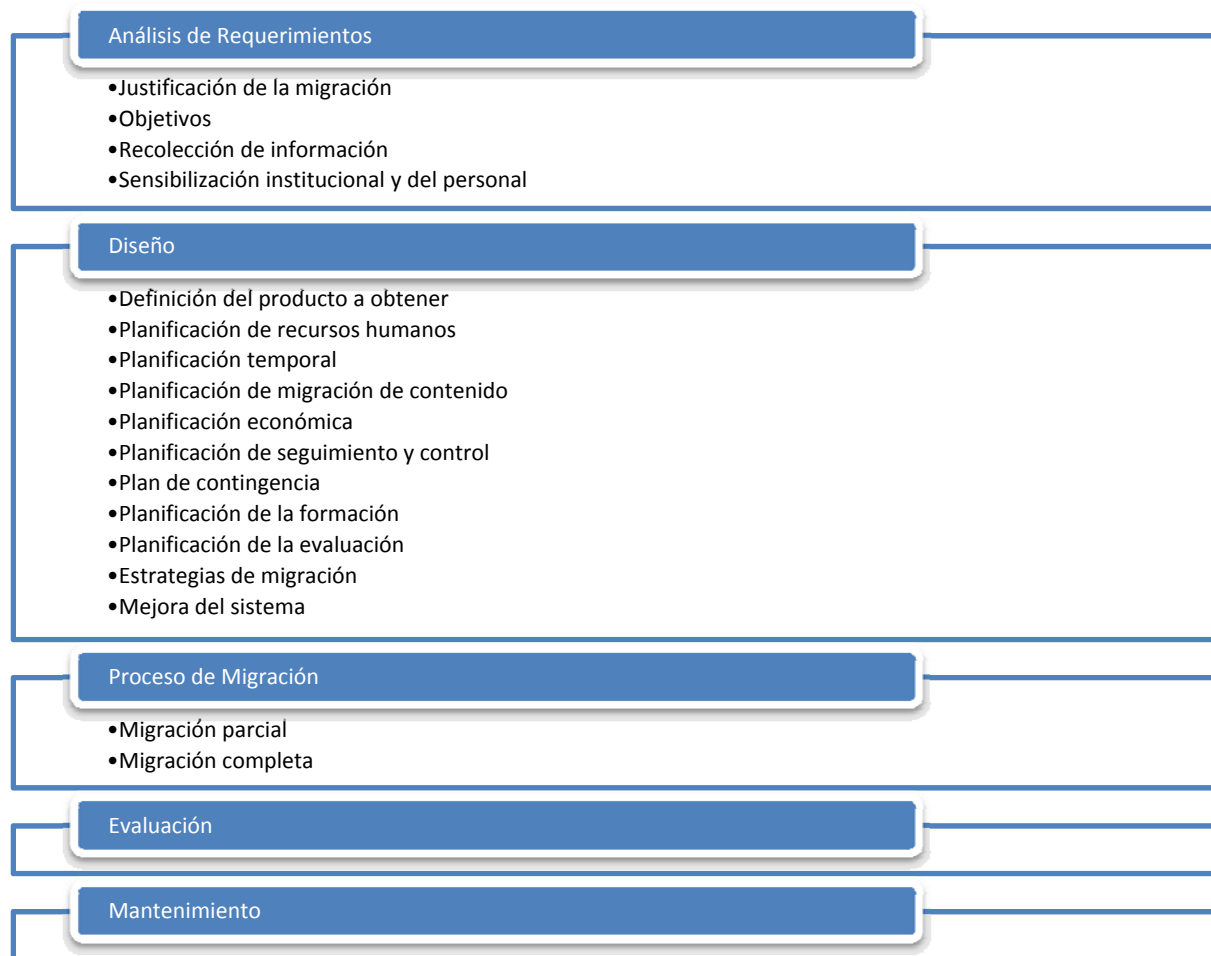 Análisis de Requerimientos
•Justificación de la migración
•Objetivos
•Recolección de información
•Sensibilización institucional y del personal
Diseño
•Definición del producto a obtener
•Planificación de recursos humanos
•Planificación temporal
•Planificación de migración de contenido
•Planificación económica
•Planificación de seguimiento y control
•Plan de contingencia
•Planificación de la formación
•Planificación de la evaluación
•Estrategias de migración
•Mejora del sistema
Proceso de Migración
•Migración parcial
•Migración completa
Evaluación
Mantenimiento